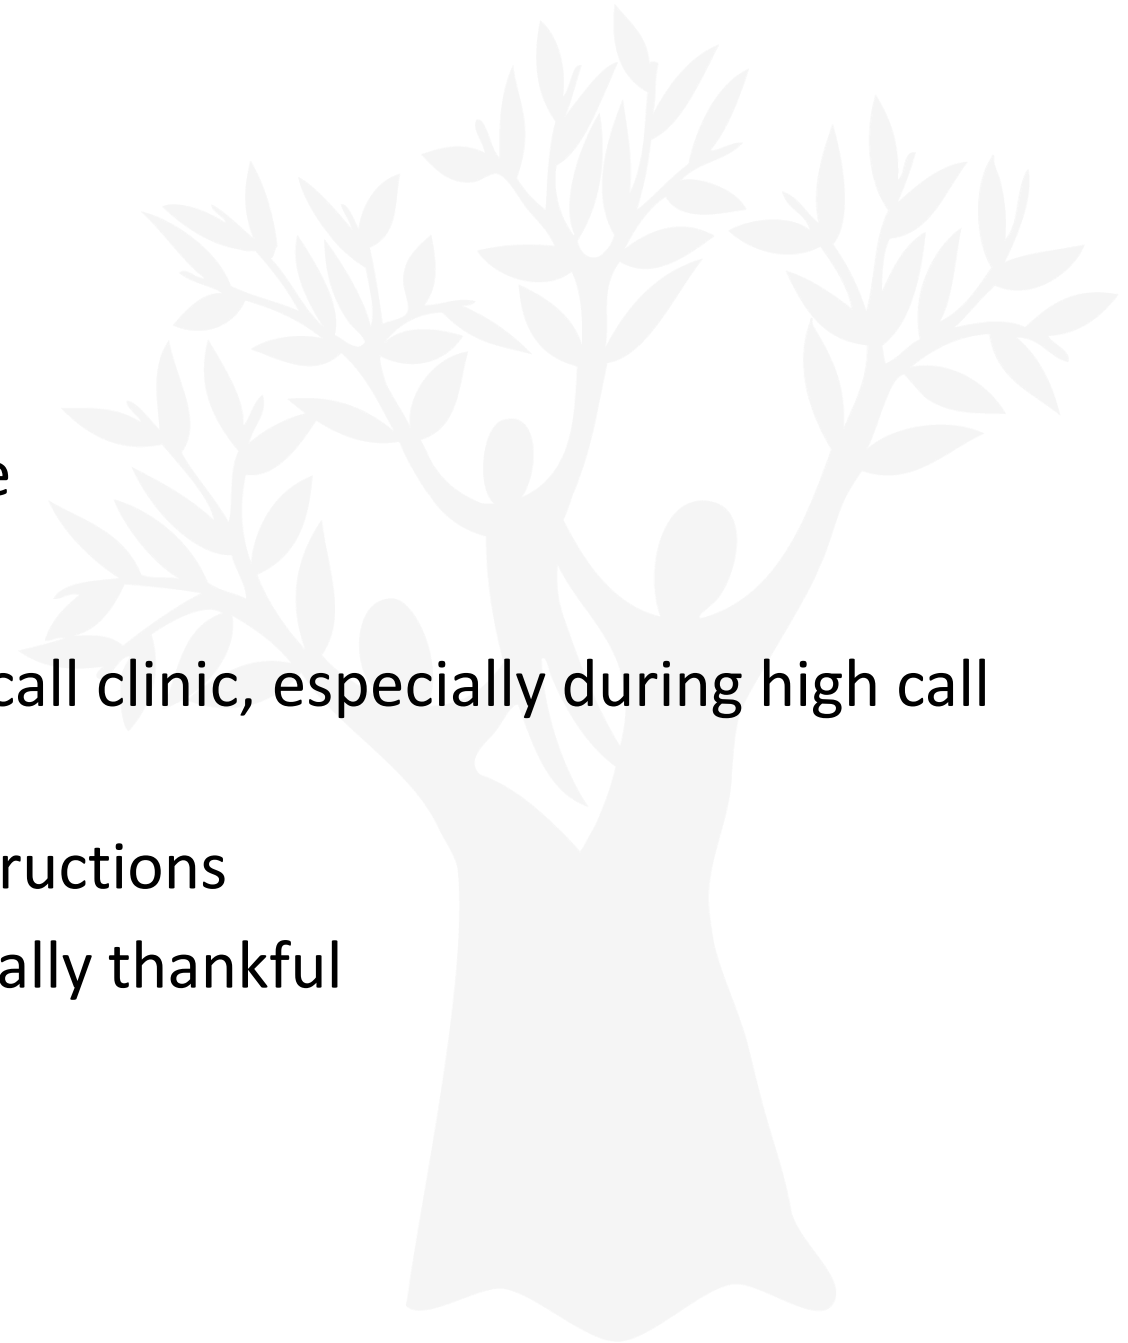 e
call clinic, especially during high call
ructions
ally thankful